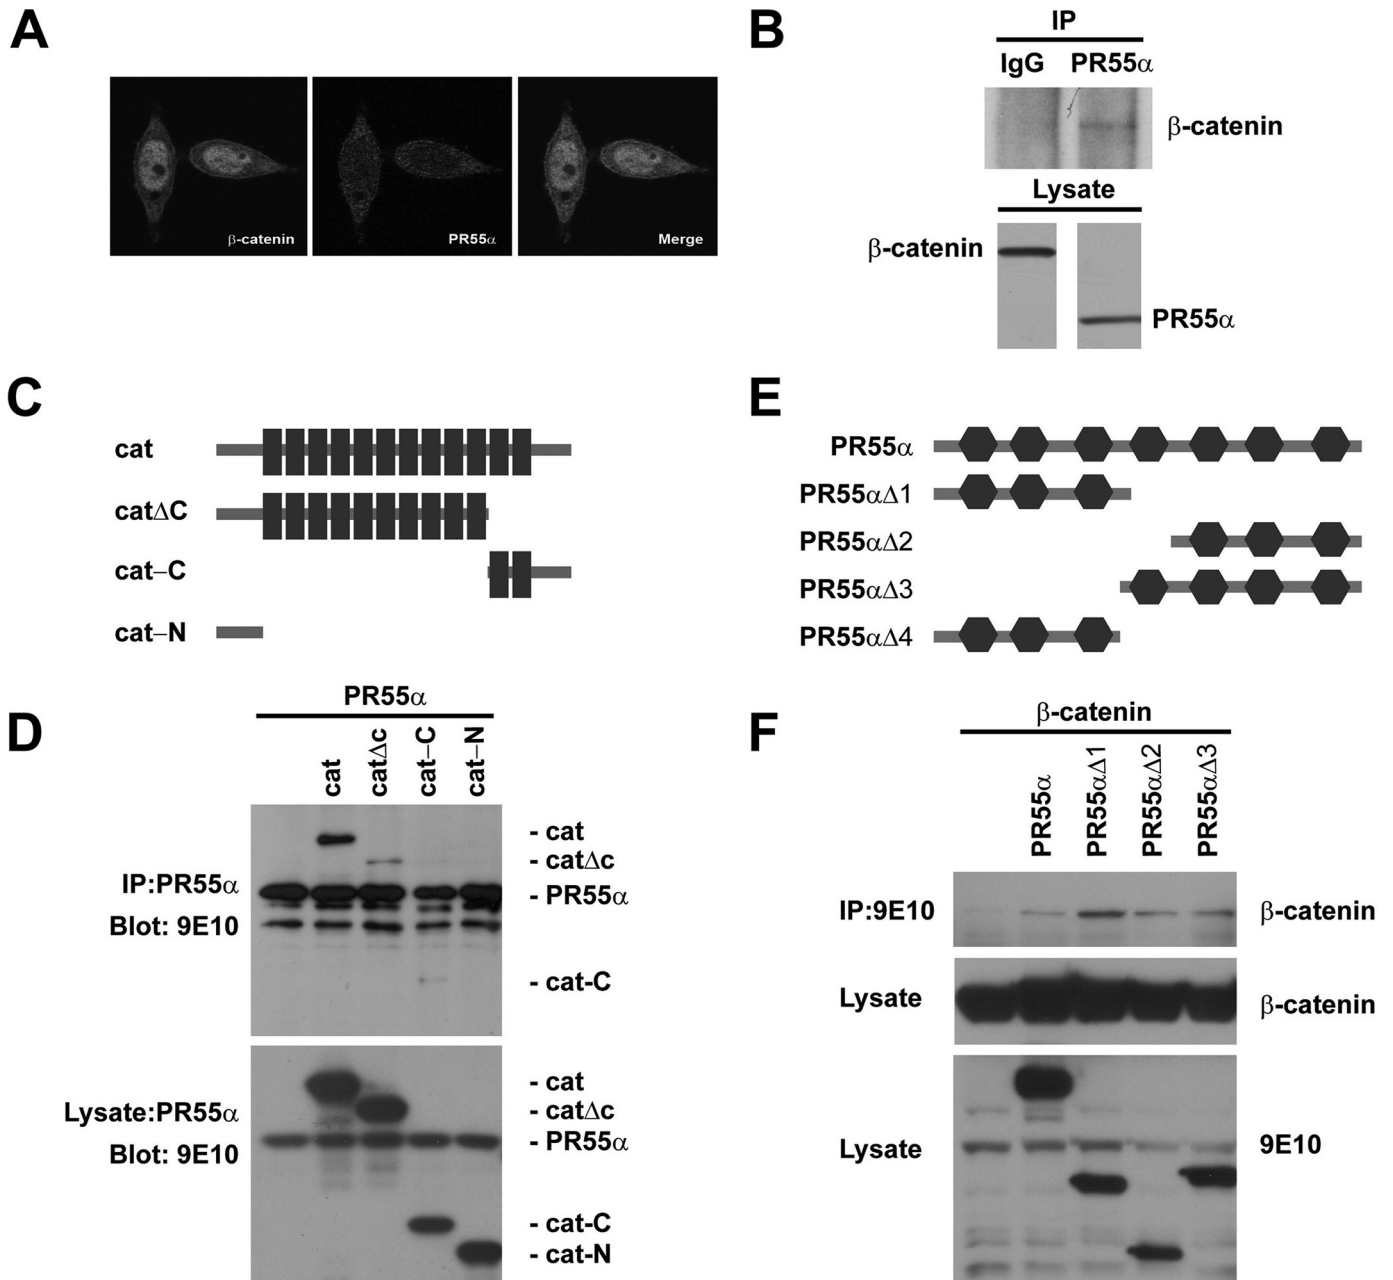 A
β-catenin
PR55α
Merge
B
IP
IgG PR55α
β-catenin
Lysate
β-catenin
PR55α
C
cat
catΔC
cat–C
cat–N
D
PR55α
cat
catΔc
cat–C
cat–N
IP:PR55α
Blot: 9E10
- cat
- catΔc
- PR55α
- cat-C
Lysate:PR55α
Blot: 9E10
- cat
- catΔc
- PR55α
- cat-C
- cat-N
E
PR55α
PR55αΔ1
PR55αΔ2
PR55αΔ3
PR55αΔ4
F
β-catenin
PR55α
PR55αΔ1
PR55αΔ2
PR55αΔ3
IP:9E10
β-catenin
Lysate
β-catenin
Lysate
9E10